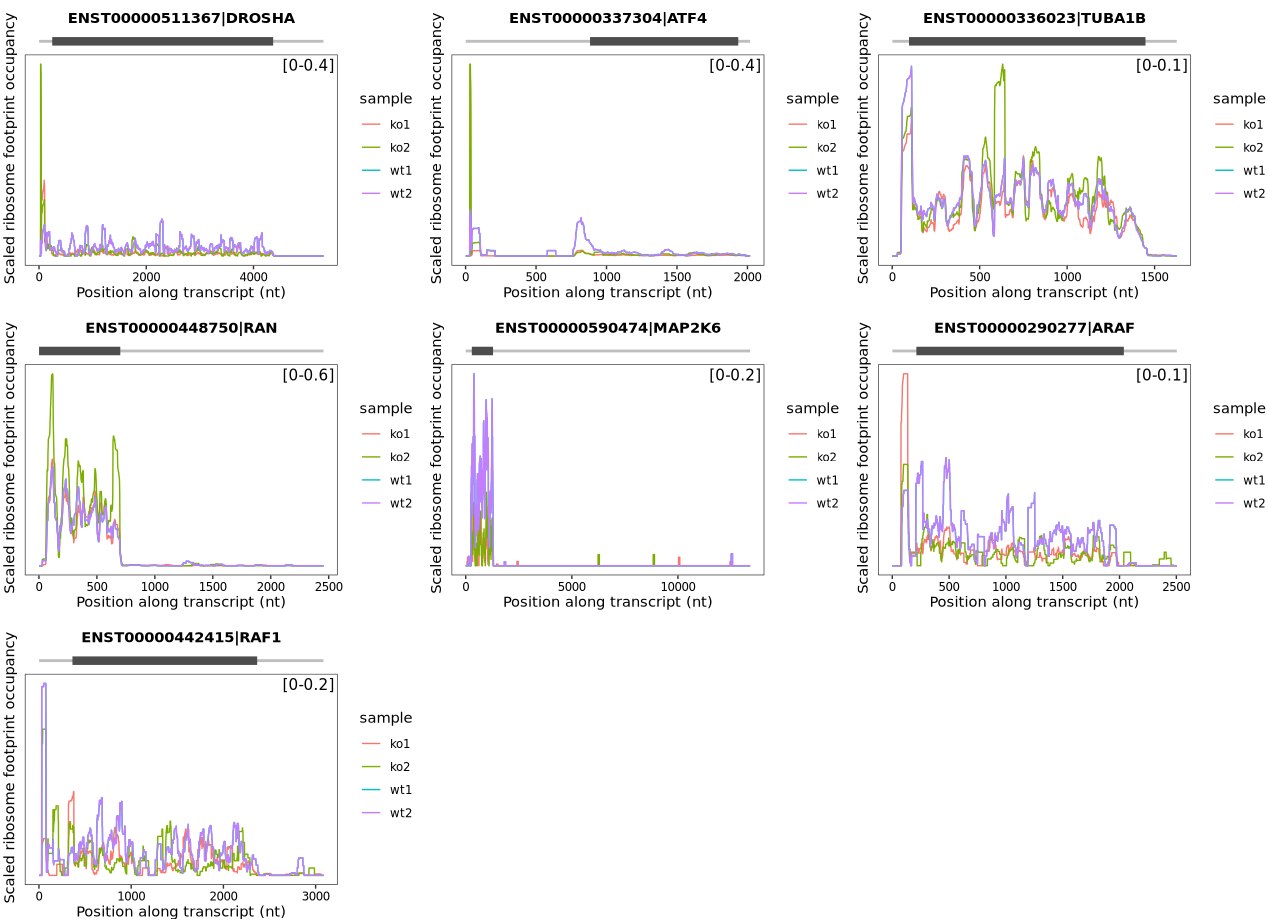 ENST00000511367|DROSHA
Scaled ribosome footprint occupancy
[0-0.4]
0 2000 4000
Position along transcript (nt)
sample
ko1
ko2
wt1
wt2
ENST00000337304|ATF4
Scaled ribosome footprint occupancy
[0-0.4]
0 500 1000 1500 2000
Position along transcript (nt)
sample
ko1
ko2
wt1
wt2
ENST00000336023|TUBA1B
Scaled ribosome footprint occupancy
[0-0.1]
0 500 1000 1500
Position along transcript (nt)
sample
ko1
ko2
wt1
wt2
ENST00000448750|RAN
Scaled ribosome footprint occupancy
[0-0.6]
0 500 1000 1500 2000 2500
Position along transcript (nt)
sample
ko1
ko2
wt1
wt2
ENST00000590474|MAP2K6
Scaled ribosome footprint occupancy
[0-0.2]
0 5000 10000
Position along transcript (nt)
sample
ko1
ko2
wt1
wt2
ENST00000290277|ARAF
Scaled ribosome footprint occupancy
[0-0.1]
0 500 1000 1500 2000 2500
Position along transcript (nt)
sample
ko1
ko2
wt1
wt2
ENST00000442415|RAF1
Scaled ribosome footprint occupancy
[0-0.2]
0 1000 2000 3000
Position along transcript (nt)
sample
ko1
ko2
wt1
wt2